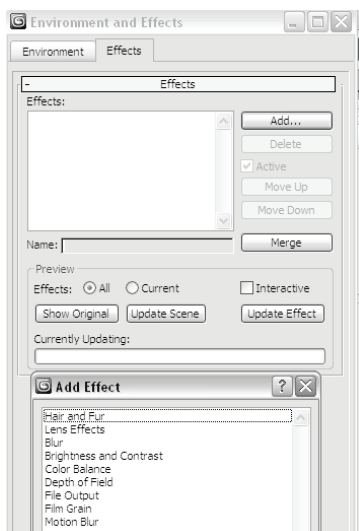 Environment and Effects
Environment Effects
- Effects
Effects:
Add...
Delete
Active
Move Up
Move Down
Name: Merge
Preview
Effects: All Current Interactive
Show Original Update Scene Update Effect
Currently Updating:
Add Effect ?
Hair and Fur
Lens Effects
Blur
Brightness and Contrast
Color Balance
Depth of Field
File Output
Film Grain
Motion Blur